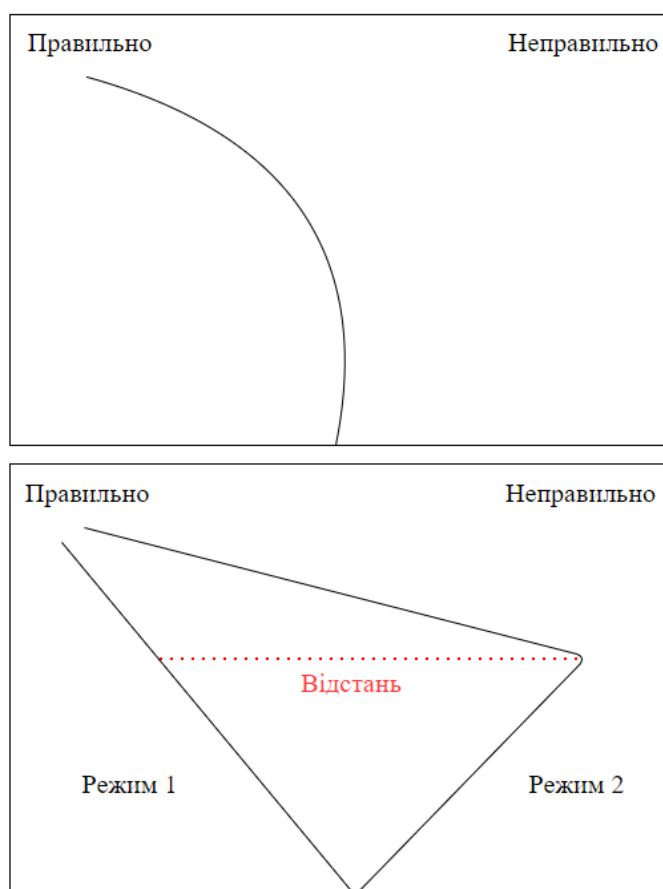 Правильно
Неправильно
Правильно
Неправильно
Відстань
Режим 1
Режим 2